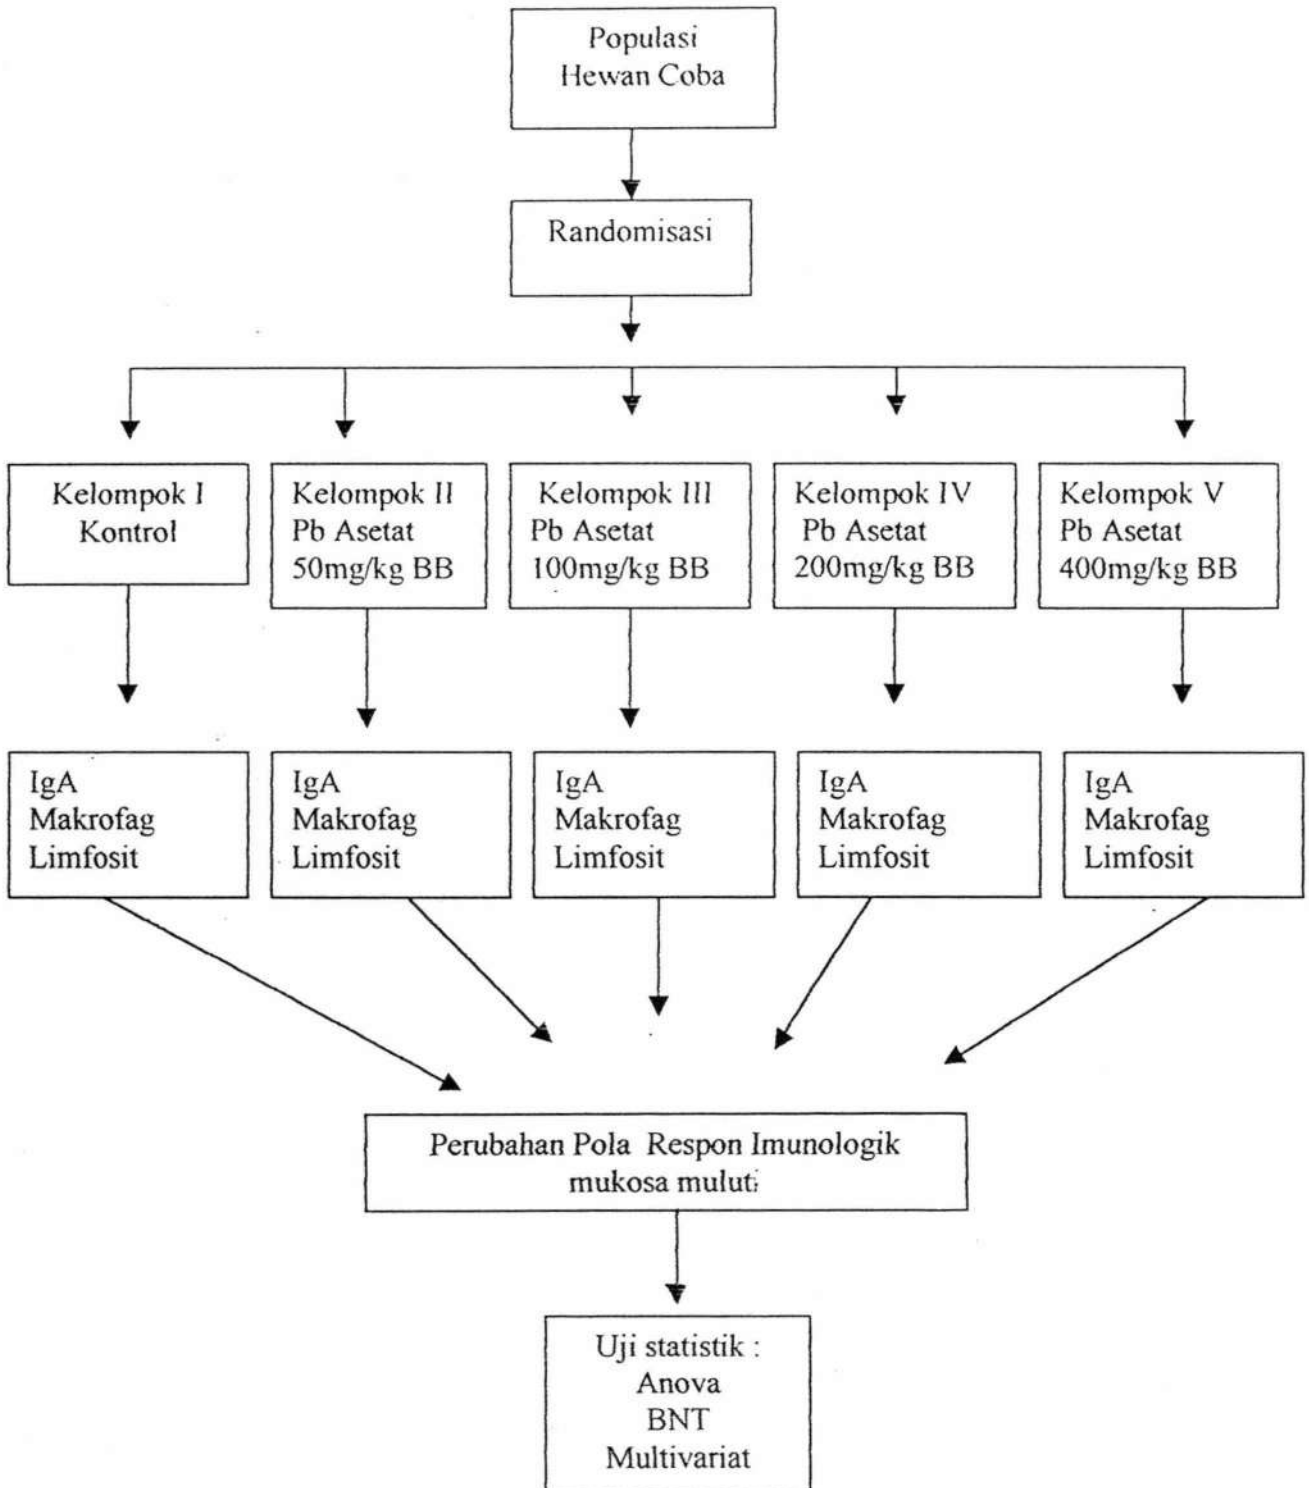 Populasi
Hewan Coba
Randomisasi
Kelompok I
Kontrol
Kelompok II
Pb Asetat
50mg/kg BB
Kelompok III
Pb Asetat
100mg/kg BB
Kelompok IV
Pb Asetat
200mg/kg BB
Kelompok V
Pb Asetat
400mg/kg BB
IgA
Makrofag
Limfosit
IgA
Makrofag
Limfosit
IgA
Makrofag
Limfosit
IgA
Makrofag
Limfosit
IgA
Makrofag
Limfosit
Perubahan Pola Respon Imunologik
mukosa mulut
Uji statistik :
Anova
BNT
Multivariat